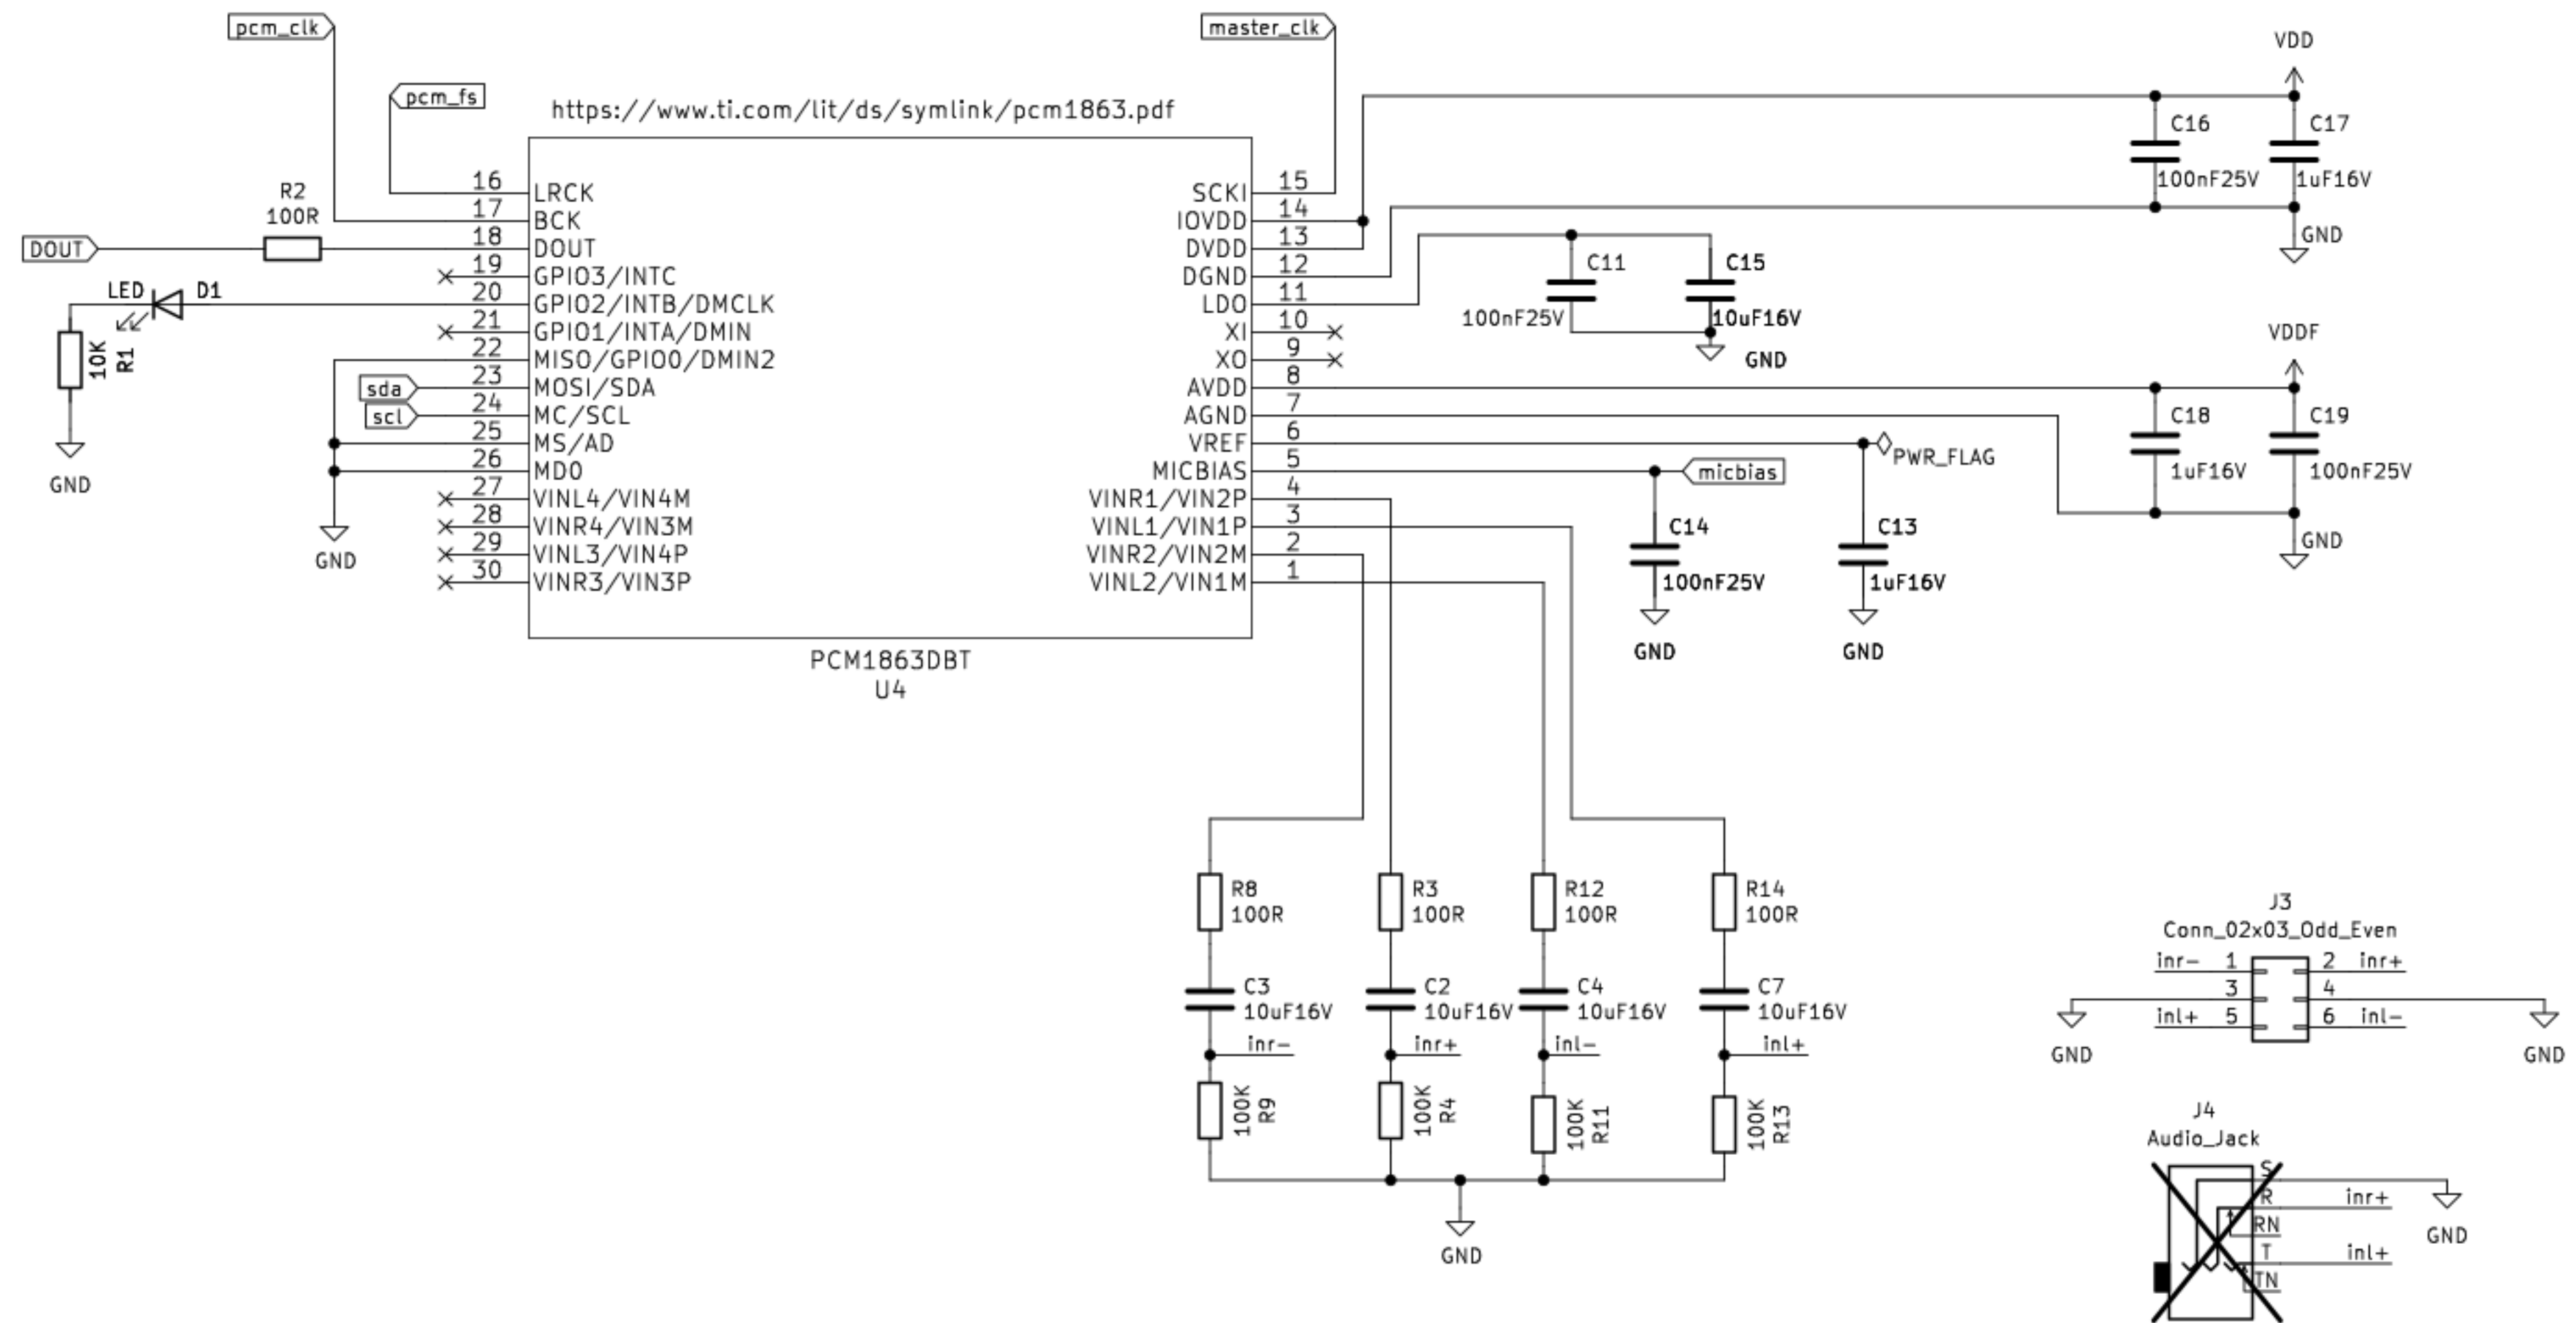 pcm_clk
master_clk
pcm_fs
https://www.ti.com/lit/ds/symlink/pcm1863.pdf
VDD
C16
100nF25V
C17
1uF16V
GND
R2
100R
DOUT
LED
D1
10K
R1
GND
sda
scl
GND
16 LRCK
17 BCK
18 DOUT
19 GPIO3/INTC
20 GPIO2/INTB/DMCLK
21 GPIO1/INTA/DMIN
22 MISO/GPIO0/DMIN2
23 MOSI/SDA
24 MC/SCL
25 MS/AD
26 MD0
27 VINL4/VIN4M
28 VINR4/VIN3M
29 VINL3/VIN4P
30 VINR3/VIN3P
SCKI 15
IOVDD 14
DVDD 13
DGND 12
LDO 11
XI 10
XO 9
AVDD 8
AGND 7
VREF 6
MICBIAS 5
VINR1/VIN2P 4
VINL1/VIN1P 3
VINR2/VIN2M 2
VINL2/VIN1M 1
PCM1863DBT
U4
C11
100nF25V
C15
10uF16V
GND
VDDF
C18
1uF16V
C19
100nF25V
GND
PWR_FLAG
micbias
C14
100nF25V
GND
C13
1uF16V
GND
R8
100R
R3
100R
R12
100R
R14
100R
C3
10uF16V
C2
10uF16V
C4
10uF16V
C7
10uF16V
inr-
inr+
inl-
inl+
100K
R9
100K
R4
100K
R11
100K
R13
GND
J3
Conn_02x03_Odd_Even
inr- 1 2 inr+
3 4
inl+ 5 6 inl-
GND
GND
J4
Audio_Jack
S
R inr+
RN
T inl+
TN
GND